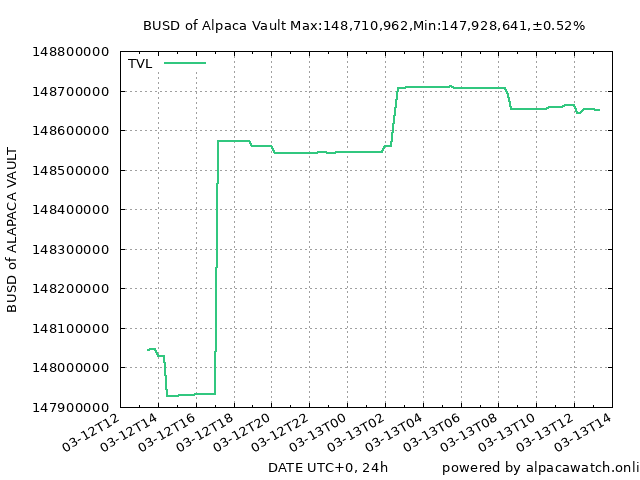 BUSD of Alpaca Vault Max:148,710,962,Min:147,928,641,±0.52%
TVL
148800000
148700000
148600000
148500000
148400000
148300000
148200000
148100000
148000000
147900000
BUSD of ALAPACA VAULT
03-12T12
03-12T14
03-12T16
03-12T18
03-12T20
03-12T22
03-13T00
03-13T02
03-13T04
03-13T06
03-13T08
03-13T10
03-13T12
03-13T14
DATE UTC+0, 24h
powered by alpacawatch.onli